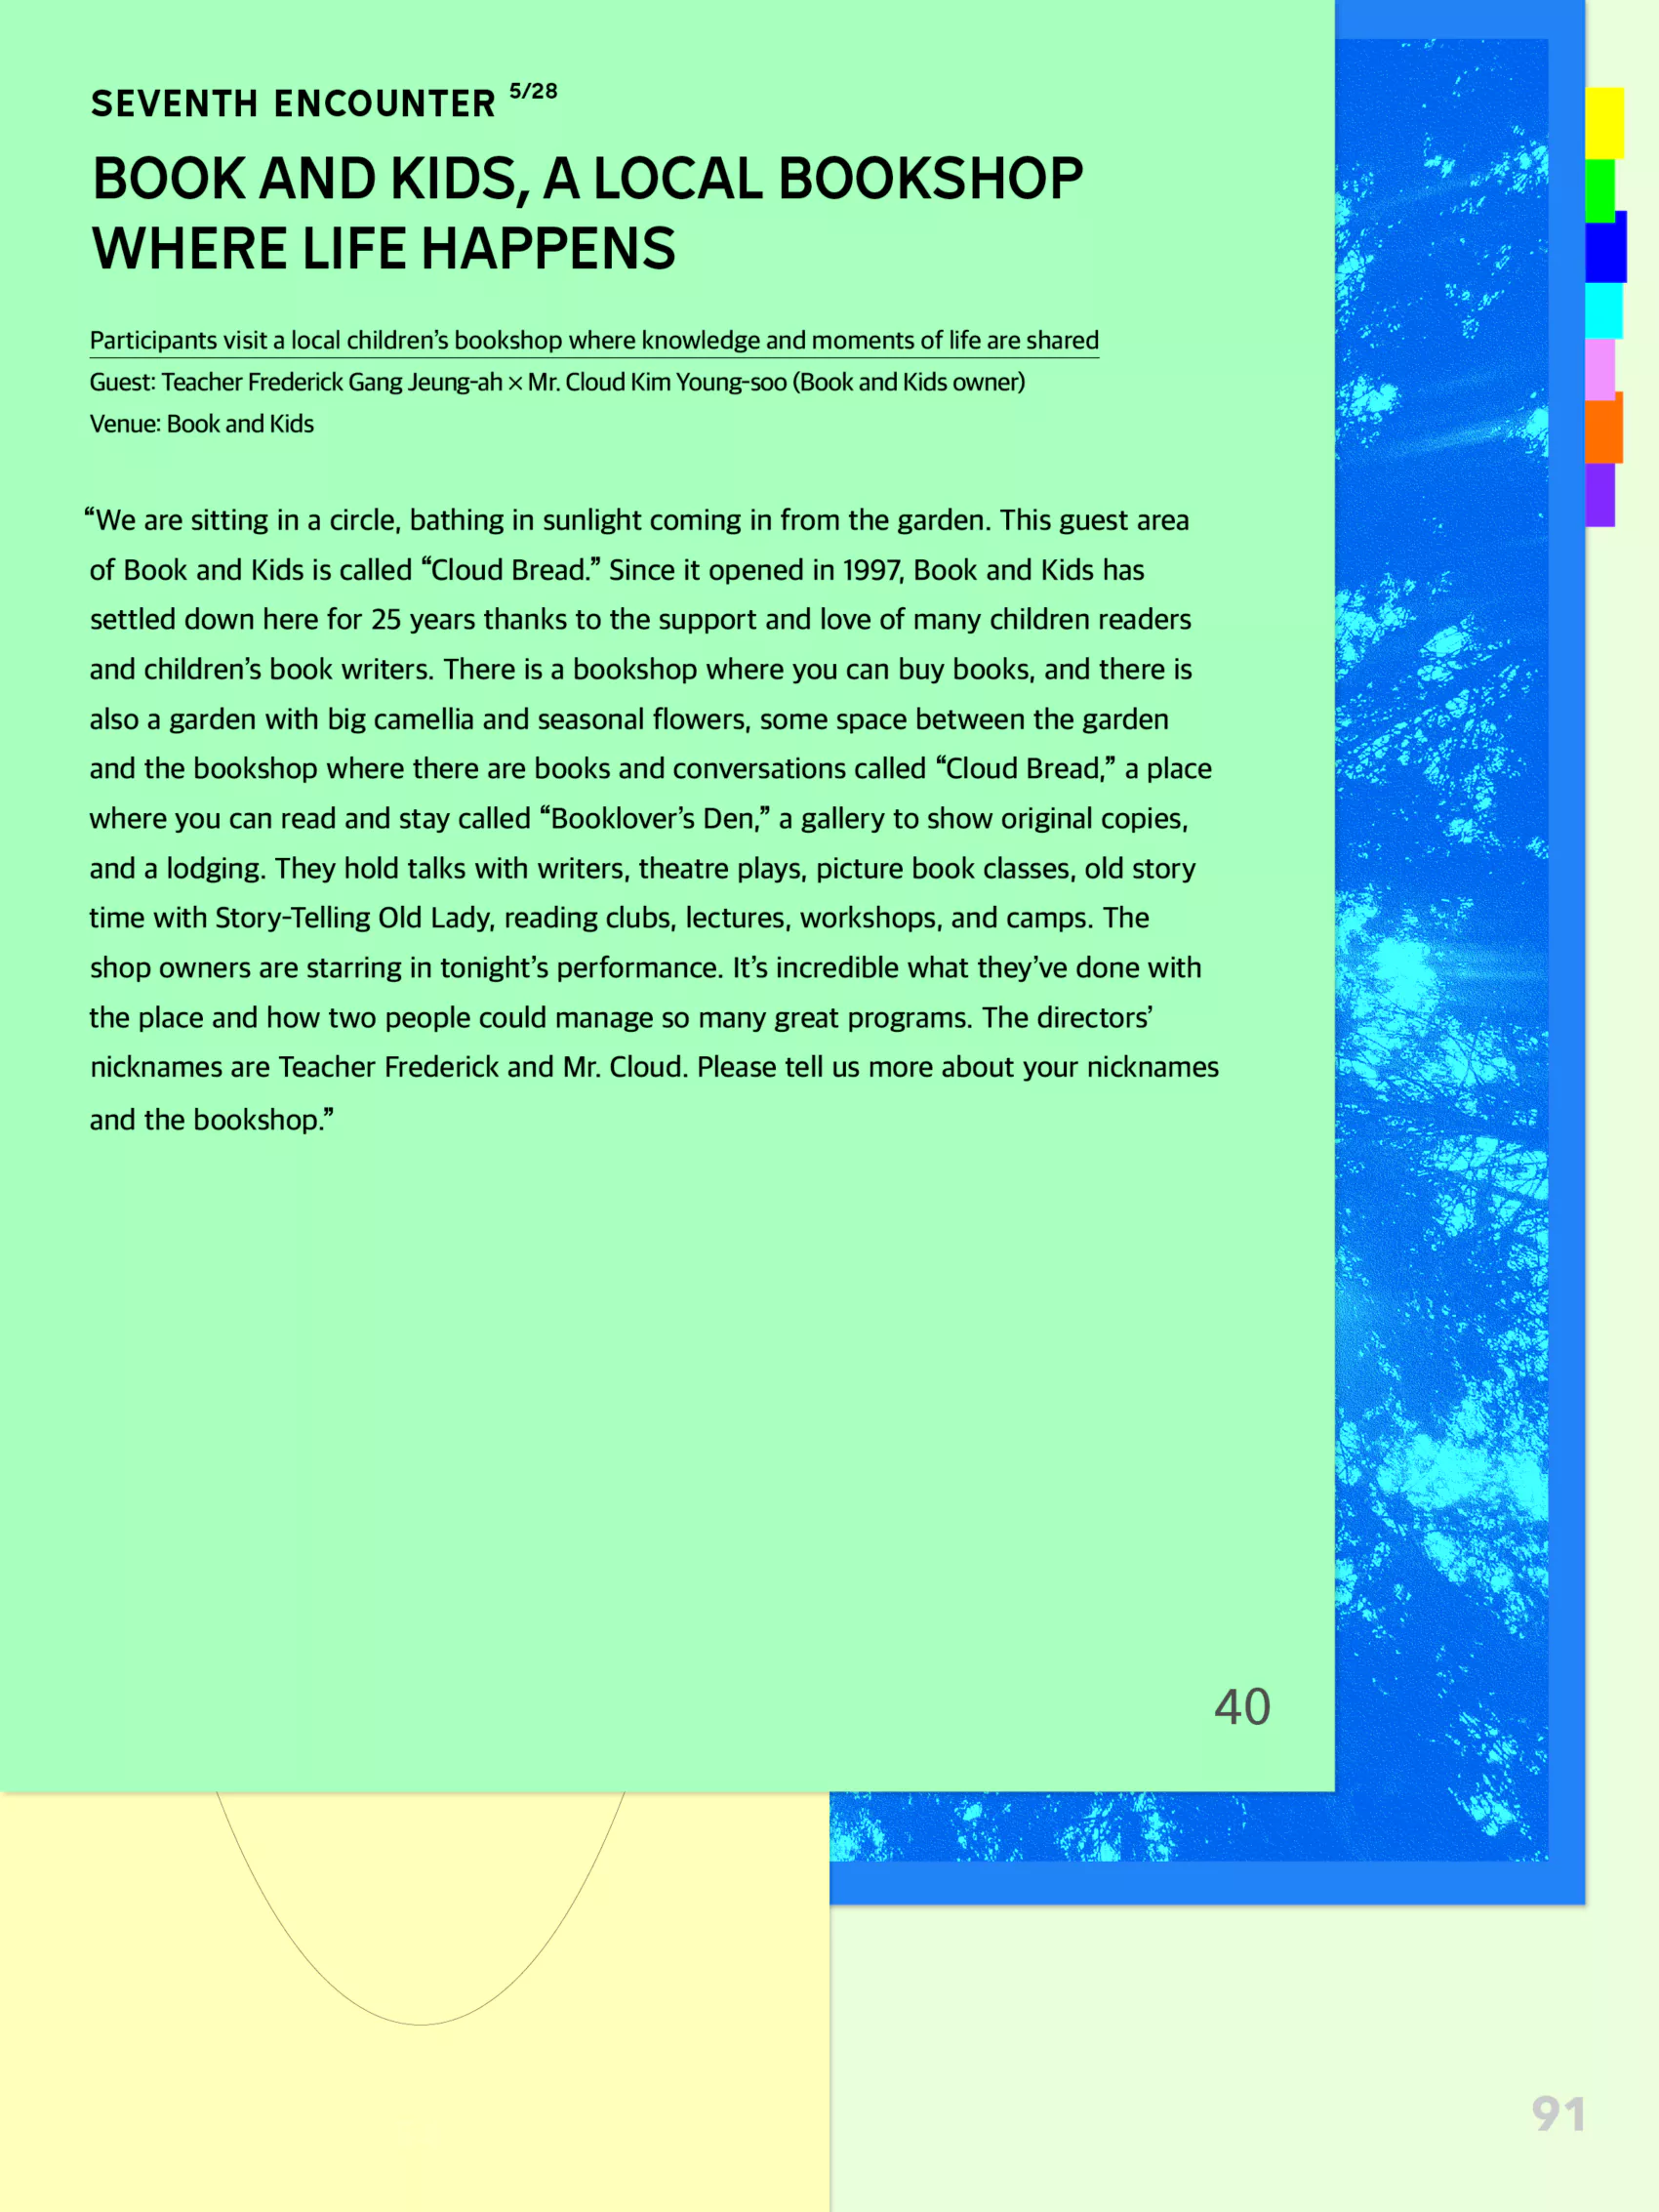 SEVENTH ENCOUNTER 5/28
BOOK AND KIDS, A LOCAL BOOKSHOP
WHERE LIFE HAPPENS
Participants visit a local children’s bookshop where knowledge and moments of life are shared
Guest: Teacher Frederick Gang Jeung-ah × Mr. Cloud Kim Young-soo (Book and Kids owner)
Venue: Book and Kids
“We are sitting in a circle, bathing in sunlight coming in from the garden. This guest area
of Book and Kids is called “Cloud Bread.” Since it opened in 1997, Book and Kids has
settled down here for 25 years thanks to the support and love of many children readers
and children’s book writers. There is a bookshop where you can buy books, and there is
also a garden with big camellia and seasonal flowers, some space between the garden
and the bookshop where there are books and conversations called “Cloud Bread,” a place
where you can read and stay called “Booklover’s Den,” a gallery to show original copies,
and a lodging. They hold talks with writers, theatre plays, picture book classes, old story
time with Story-Telling Old Lady, reading clubs, lectures, workshops, and camps. The
shop owners are starring in tonight’s performance. It’s incredible what they’ve done with
the place and how two people could manage so many great programs. The directors’
nicknames are Teacher Frederick and Mr. Cloud. Please tell us more about your nicknames
and the bookshop.”
40
91